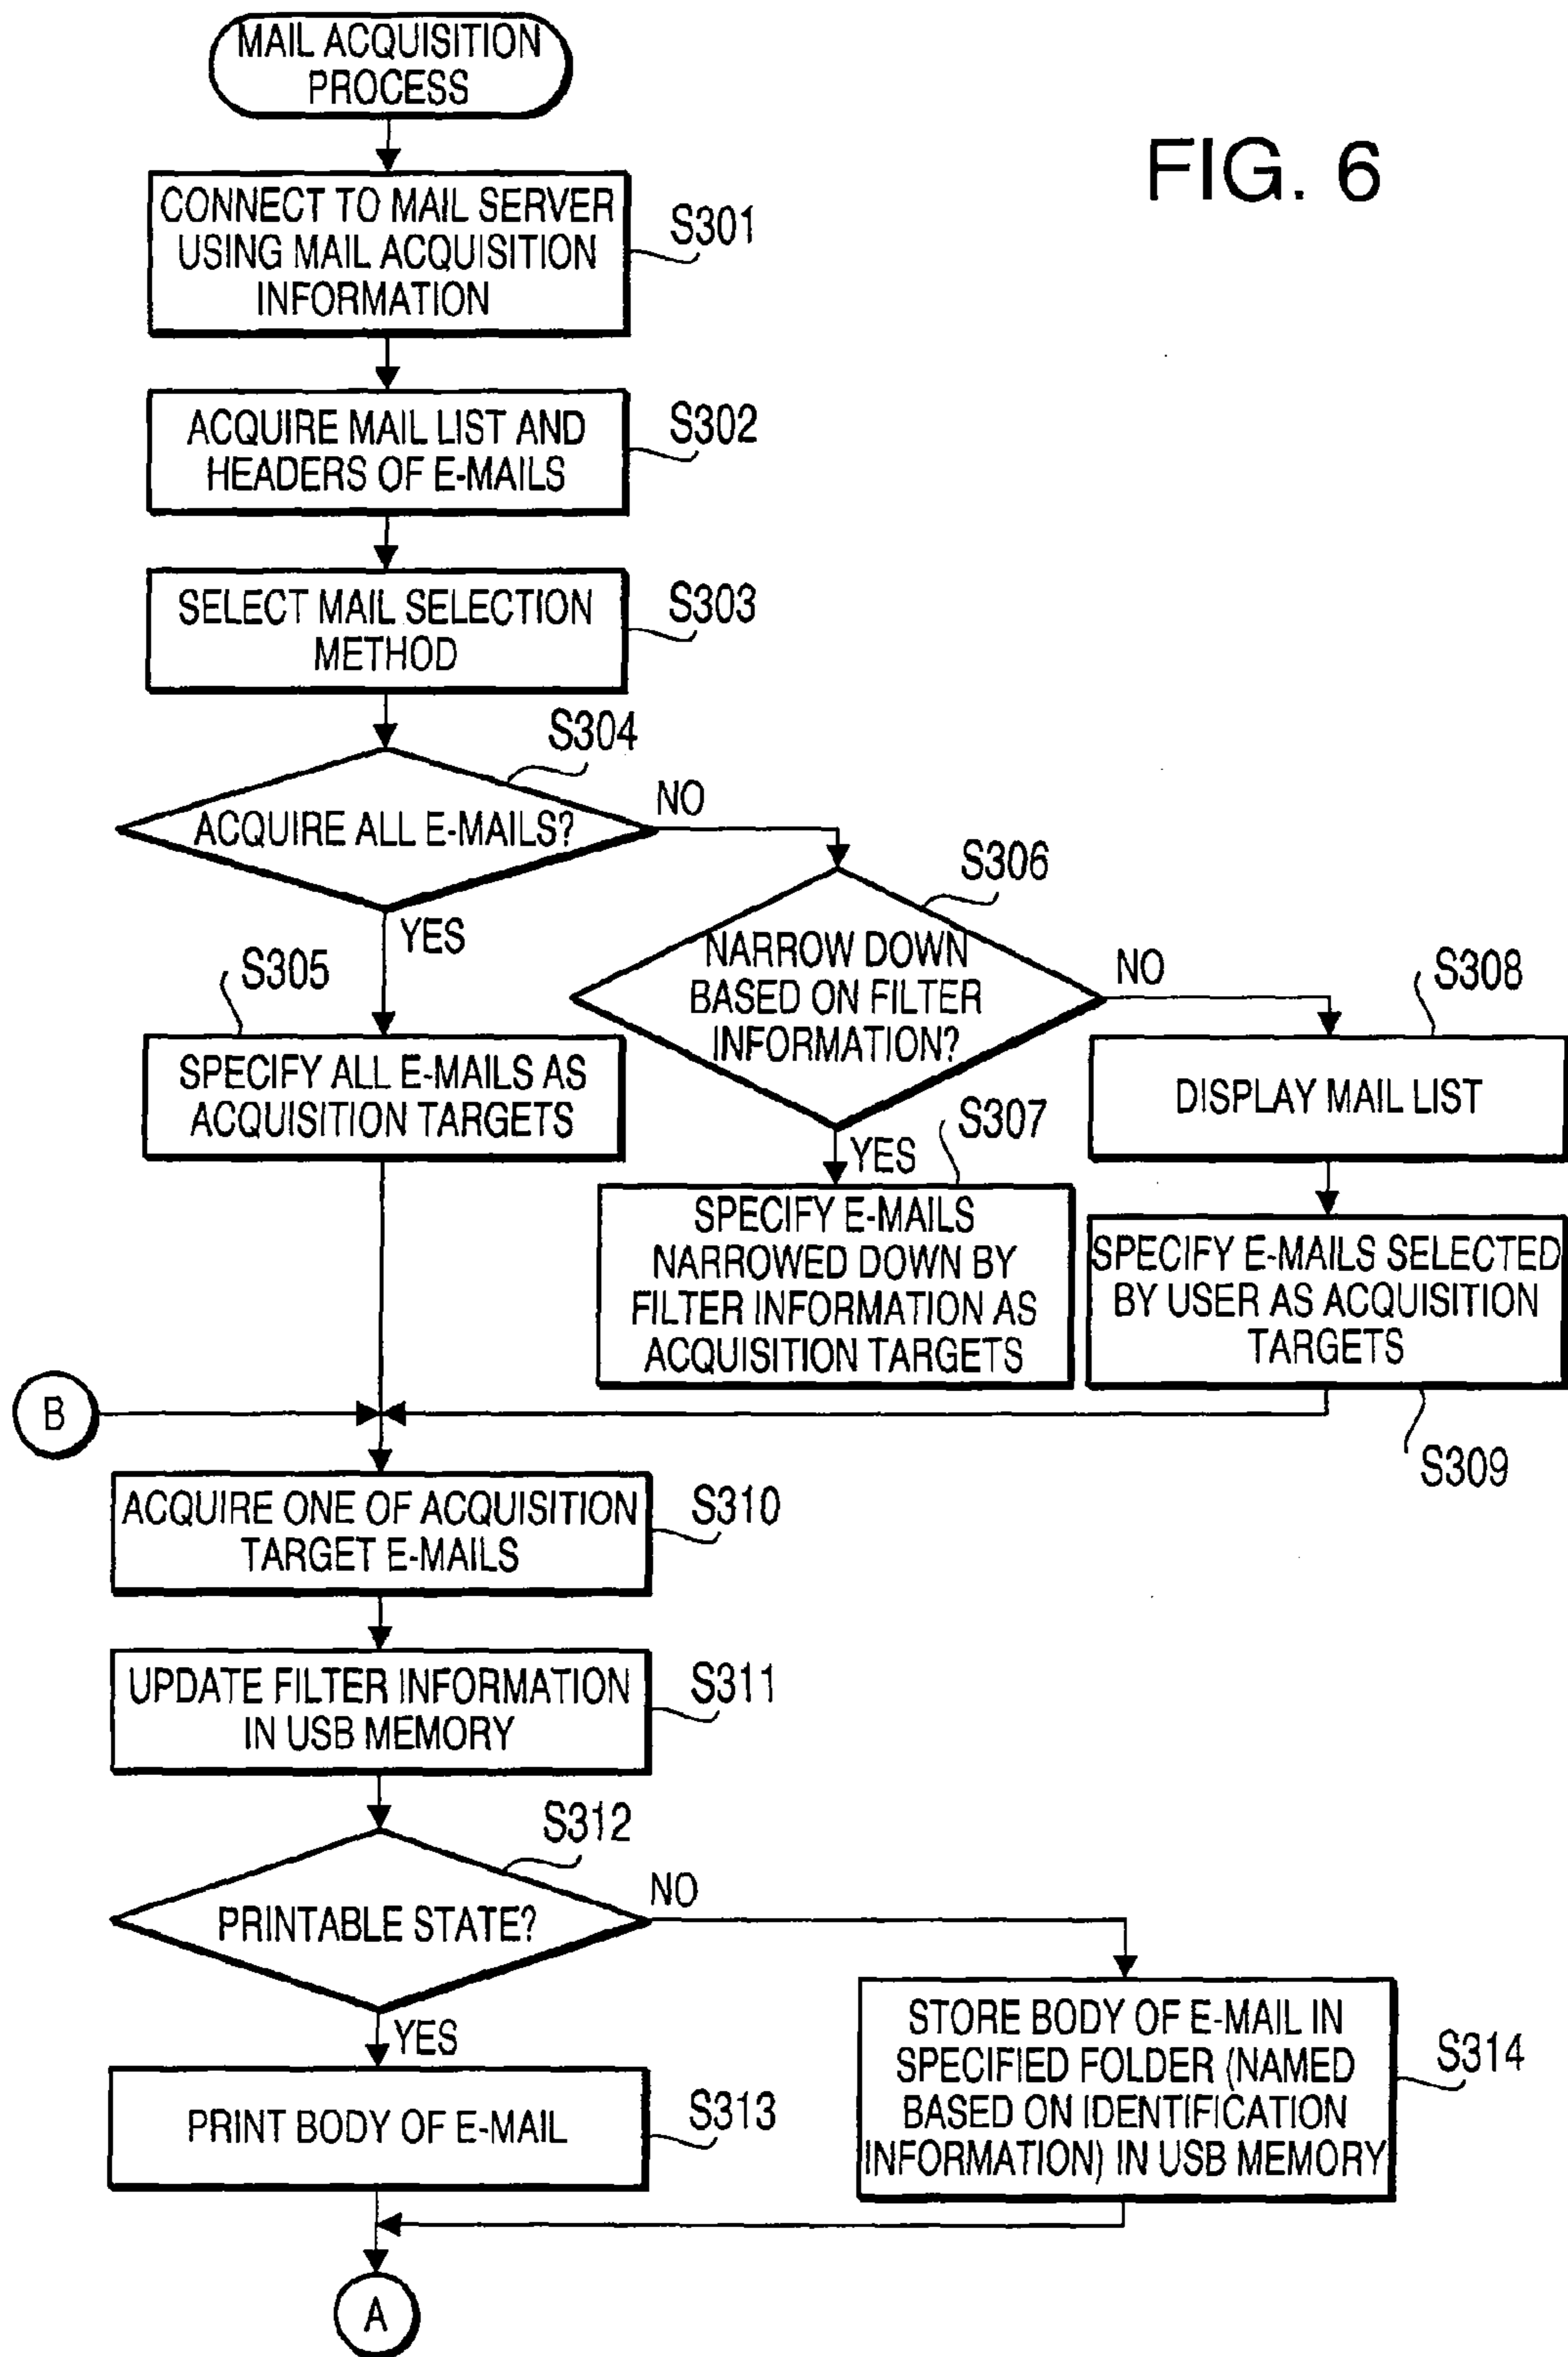 MAIL ACQUISITION
PROCESS
FIG. 6
CONNECT TO MAIL SERVER
USING MAIL ACQUISITION
INFORMATION
S301
ACQUIRE MAIL LIST AND
HEADERS OF E-MAILS
S302
SELECT MAIL SELECTION
METHOD
S303
S304
ACQUIRE ALL E-MAILS?
NO
YES
S306
NARROW DOWN
BASED ON FILTER
INFORMATION?
NO
YES
S305
SPECIFY ALL E-MAILS AS
ACQUISITION TARGETS
S307
SPECIFY E-MAILS
NARROWED DOWN BY
FILTER INFORMATION AS
ACQUISITION TARGETS
S308
DISPLAY MAIL LIST
SPECIFY E-MAILS SELECTED
BY USER AS ACQUISITION
TARGETS
S309
B
ACQUIRE ONE OF ACQUISITION
TARGET E-MAILS
S310
UPDATE FILTER INFORMATION
IN USB MEMORY
S311
S312
PRINTABLE STATE?
NO
YES
PRINT BODY OF E-MAIL
S313
STORE BODY OF E-MAIL IN
SPECIFIED FOLDER (NAMED
BASED ON IDENTIFICATION
INFORMATION) IN USB MEMORY
S314
A